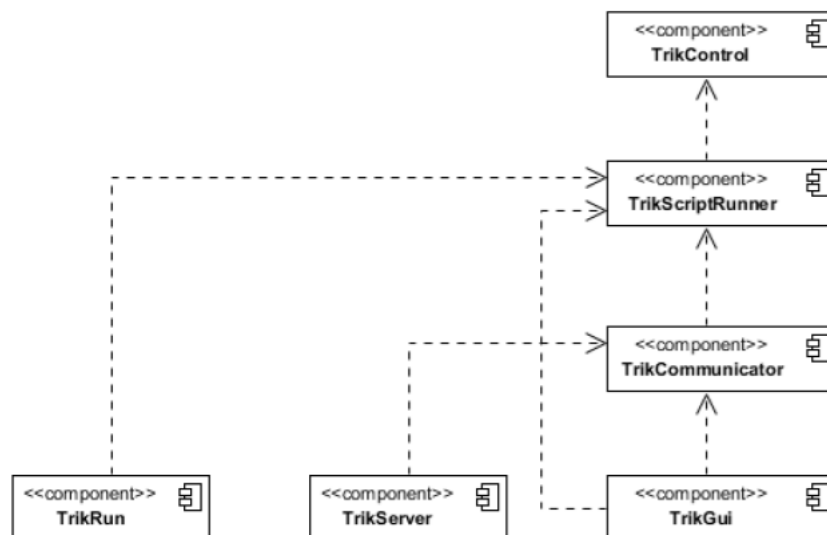 <<component>>
TrikControl
<<component>>
TrikScriptRunner
<<component>>
TrikCommunicator
<<component>>
TrikRun
<<component>>
TrikServer
<<component>>
TrikGui